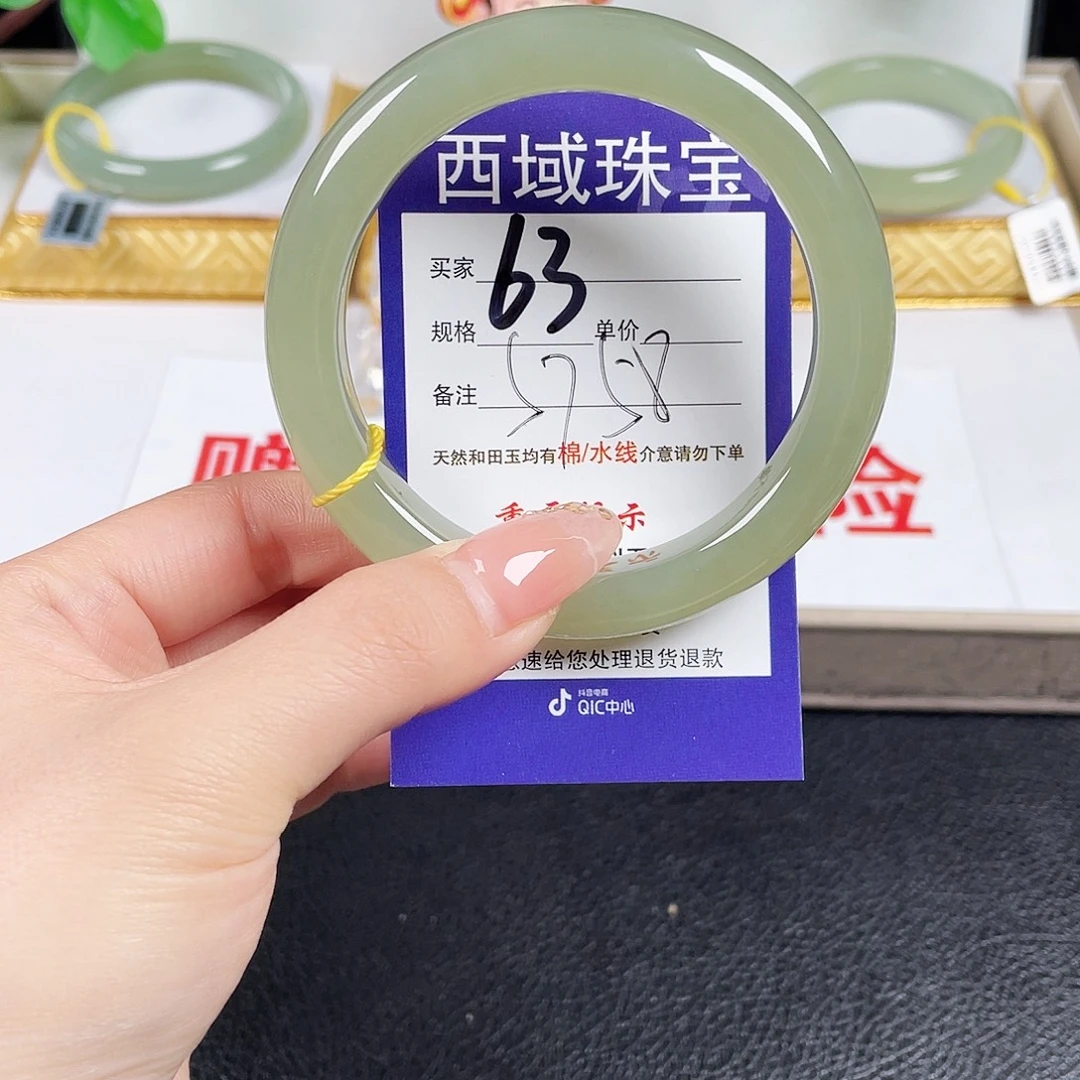 西域珠宝
买家 63
规格 单价
5758
备注
天然和田玉均有棉/水线介意请勿下单
示
速给您处理退货退款
抖音电商
QIC中心